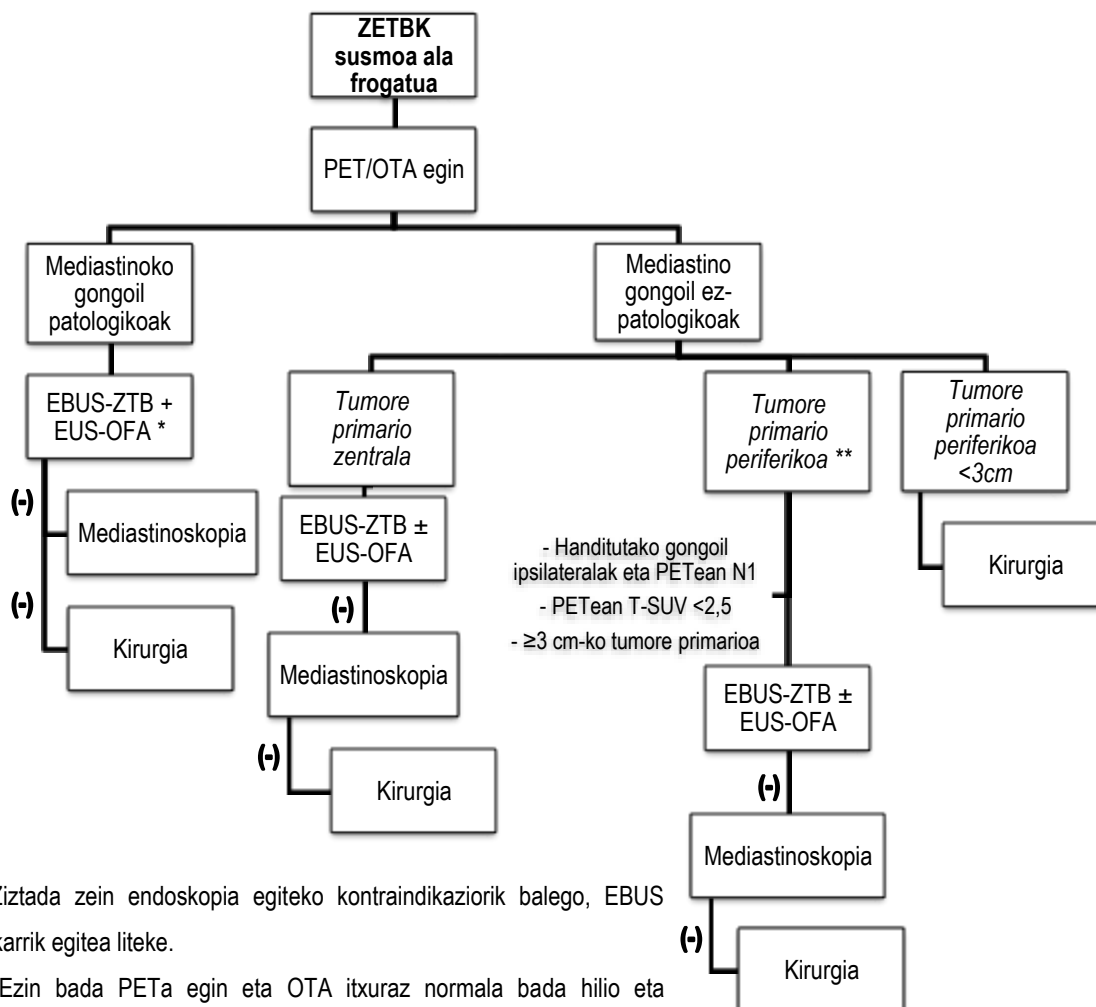 ZETBK
susmoa ala
frogatua
PET/OTA egin
Mediastinoko
gongoil
patologikoak
Mediastino
gongoil ez-
patologikoak
EBUS-ZTB +
EUS-OFA *
(-)
Mediastinoskopia
(-)
Kirurgia
Tumore
primario
zentrala
EBUS-ZTB ±
EUS-OFA
(-)
Mediastinoskopia
(-)
Kirurgia
Tumore
primario
periferikoa **
- Handitutako gongoil
ipsilateralak eta PETean N1
- PETean T-SUV <2,5
- ≥3 cm-ko tumore primarioa
EBUS-ZTB ±
EUS-OFA
(-)
Mediastinoskopia
(-)
Kirurgia
Tumore
primario
periferikoa
<3cm
Kirurgia
Ziztada zein endoskopia egiteko kontraindikaziorik balego, EBUS
karrik egitea liteke.
Ezin bada PETa egin eta OTA itxuraz normala bada hilio eta